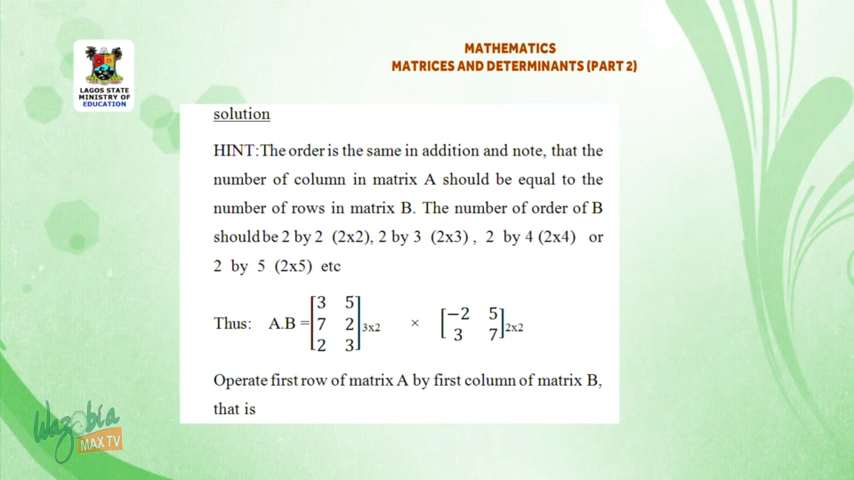 MATHEMATICS
MATRICES AND DETERMINANTS (PART 2)
LAGOS STATE
MINISTRY OF
EDUCATION
solution
HINT:The order is the same in addition and note, that the
number of column in matrix A should be equal to the
number of rows in matrix B. The number of order of B
should be 2 by 2 (2x2), 2 by 3 (2x3) , 2 by 4 (2x4) or
2 by 5 (2x5) etc
[3 5] [−2 5]
Thus: A.B = [7 2]3x2 × [3 7]2x2
[2 3]
Operate first row of matrix A by first column of matrix B,
that is
Wazobia
MAX TV